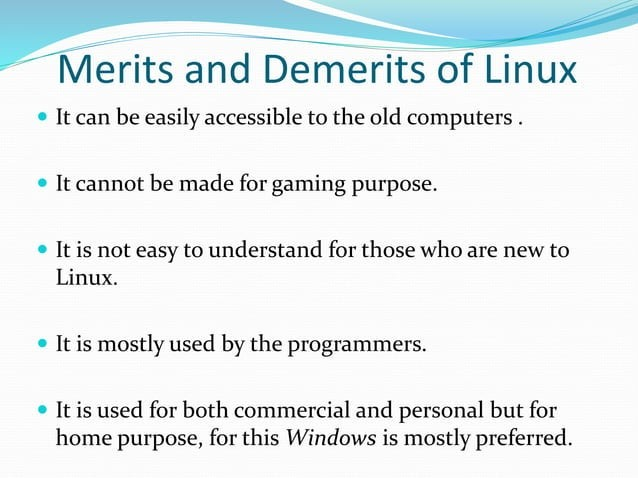 Merits and Demerits of Linux
It can be easily accessible to the old computers .
It cannot be made for gaming purpose.
It is not easy to understand for those who are new to
Linux.
It is mostly used by the programmers.
It is used for both commercial and personal but for
home purpose, for this Windows is mostly preferred.